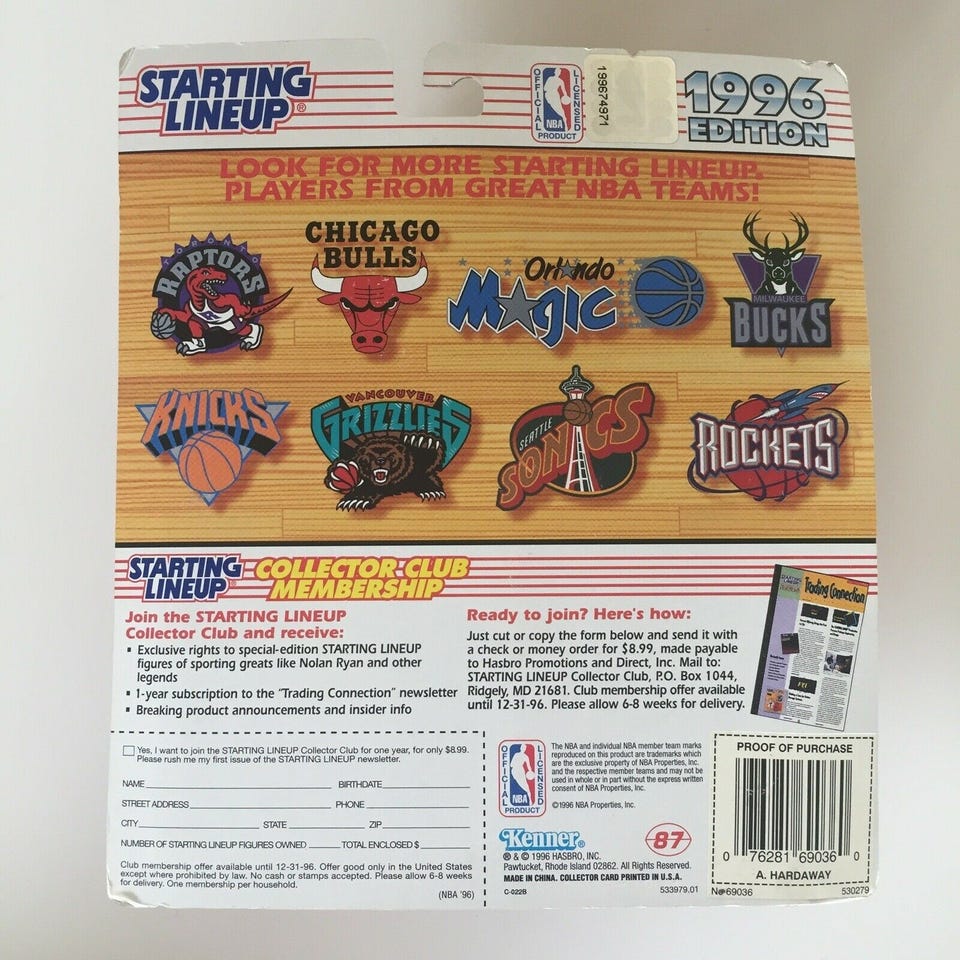 STARTING
LINEUP®
OFFICIAL
LICENSED
NBA
PRODUCT
199674971
1996
EDITION
LOOK FOR MORE STARTING LINEUP®
PLAYERS FROM GREAT NBA TEAMS!
TORONTO
RAPTORS
CHICAGO
BULLS
Orlando
Magic
MILWAUKEE
BUCKS
KNICKS
VANCOUVER
GRIZZLIES
SEATTLE
SONICS
ROCKETS
STARTING
LINEUP®
COLLECTOR CLUB
MEMBERSHIP
Join the STARTING LINEUP
Collector Club and receive:
▪ Exclusive rights to special-edition STARTING LINEUP
figures of sporting greats like Nolan Ryan and other
legends
▪ 1-year subscription to the "Trading Connection" newsletter
▪ Breaking product announcements and insider info
Ready to join? Here's how:
Just cut or copy the form below and send it with
a check or money order for $8.99, made payable
to Hasbro Promotions and Direct, Inc. Mail to:
STARTING LINEUP Collector Club, P.O. Box 1044,
Ridgely, MD 21681. Club membership offer available
until 12-31-96. Please allow 6-8 weeks for delivery.
Trading Connection
Yes, I want to join the STARTING LINEUP Collector Club for one year, for only $8.99.
Please rush me my first issue of the STARTING LINEUP newsletter.
NAME BIRTHDATE
STREET ADDRESS PHONE
CITY STATE ZIP
NUMBER OF STARTING LINEUP FIGURES OWNED TOTAL ENCLOSED $
Club membership offer available until 12-31-96. Offer good only in the United States
except where prohibited by law. No cash or stamps accepted. Please allow 6-8 weeks
for delivery. One membership per household.
(NBA '96)
OFFICIAL
LICENSED
NBA
PRODUCT
The NBA and individual NBA member team marks
reproduced on this product are trademarks which
are the exclusive property of NBA Properties, Inc.
and the respective member teams and may not be
used in whole or in part without the express written
consent of NBA Properties, Inc.
©1996 NBA Properties, Inc.
Kenner®
87
® & © 1996 HASBRO, INC.
Pawtucket, Rhode Island 02862. All Rights Reserved.
MADE IN CHINA. COLLECTOR CARD PRINTED IN U.S.A.
C-022B 533979.01
PROOF OF PURCHASE
0 76281 69036 0
A. HARDAWAY
No 69036 530279